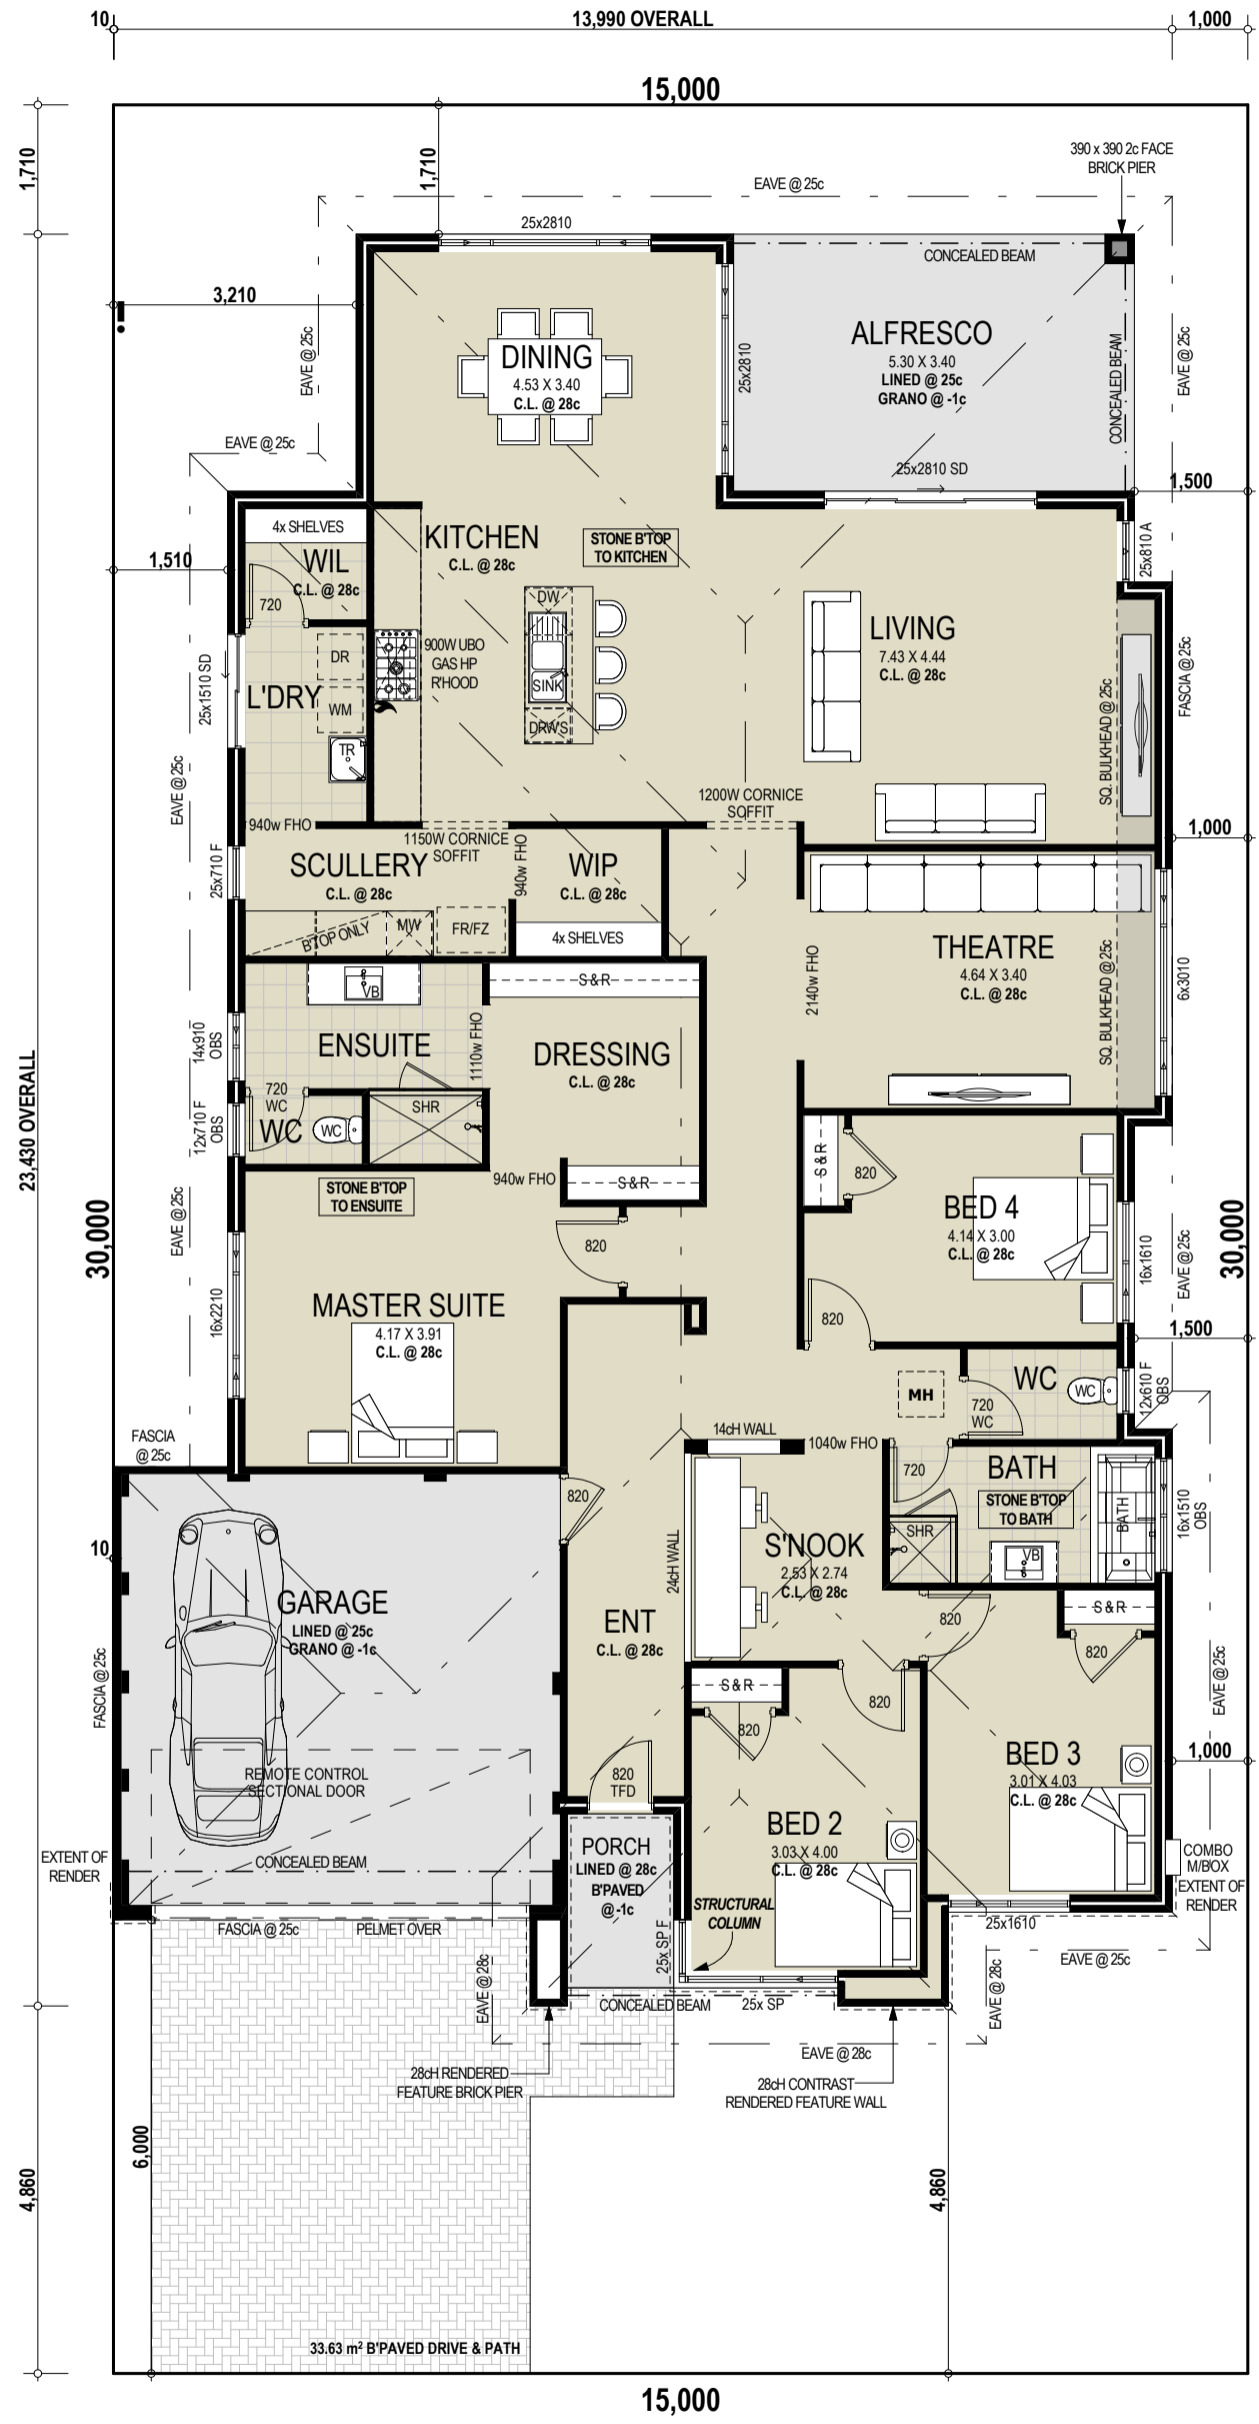 10
13,990 OVERALL
1,000
15,000
1,710
1,710
390 x 390 2c FACE
BRICK PIER
EAVE @ 25c
25x2810
CONCEALED BEAM
3,210
ALFRESCO
5.30 X 3.40
LINED @ 25c
GRANO @ -1c
DINING
4.53 X 3.40
C.L. @ 28c
EAVE @ 25c
25x2810
CONCEALED BEAM
EAVE @ 25c
EAVE @ 25c
25x2810 SD
1,500
4x SHELVES
WIL
C.L. @ 28c
720
1,510
KITCHEN
C.L. @ 28c
STONE B'TOP
TO KITCHEN
25x810 A
DW
SINK
DRW'S
900W UBO
GAS HP
R'HOOD
LIVING
7.43 X 4.44
C.L. @ 28c
DR
WM
TR
L'DRY
25x1510 SD
EAVE @ 25c
SQ. BULKHEAD @ 25c
FASCIA @ 25c
1200W CORNICE
SOFFIT
940w FHO
1150W CORNICE
SOFFIT
1,000
SCULLERY
C.L. @ 28c
25x710 F
940w FHO
WIP
C.L. @ 28c
B'TOP ONLY
MW
FR/FZ
4x SHELVES
THEATRE
4.64 X 3.40
C.L. @ 28c
2140w FHO
SQ. BULKHEAD @ 25c
6x3010
VB
S & R
ENSUITE
14x910
OBS
1110w FHO
DRESSING
C.L. @ 28c
720
WC
WC
WC
SHR
12x710 F
OBS
23,430 OVERALL
30,000
S & R
820
940w FHO
S & R
STONE B'TOP
TO ENSUITE
EAVE @ 25c
BED 4
4.14 X 3.00
C.L. @ 28c
820
16x1610
EAVE @ 25c
30,000
MASTER SUITE
4.17 X 3.91
C.L. @ 28c
16x2210
820
1,500
MH
WC
WC
720
WC
12x610 F
OBS
FASCIA
@ 25c
14cH WALL
1040w FHO
720
BATH
STONE B'TOP
TO BATH
BATH
16x1510
OBS
820
SHR
VB
10
S'NOOK
2.53 X 2.74
C.L. @ 28c
24cH WALL
GARAGE
LINED @ 25c
GRANO @ -1c
ENT
C.L. @ 28c
820
S & R
820
FASCIA @ 25c
S & R
820
820
EAVE @ 25c
BED 3
3.01 X 4.03
C.L. @ 28c
1,000
REMOTE CONTROL
SECTIONAL DOOR
820
TFD
BED 2
3.03 X 4.00
C.L. @ 28c
PORCH
LINED @ 28c
B'PAVED
@ -1c
EXTENT OF
RENDER
CONCEALED BEAM
COMBO
M/BOX
EXTENT OF
RENDER
STRUCTURAL
COLUMN
FASCIA @ 25c
PELMET OVER
25x SP F
25x1610
EAVE @ 25c
EAVE @ 28c
EAVE @ 28c
CONCEALED BEAM
25x SP
EAVE @ 28c
28cH RENDERED
FEATURE BRICK PIER
28cH CONTRAST
RENDERED FEATURE WALL
6,000
4,860
4,860
33.63 m² B'PAVED DRIVE & PATH
15,000